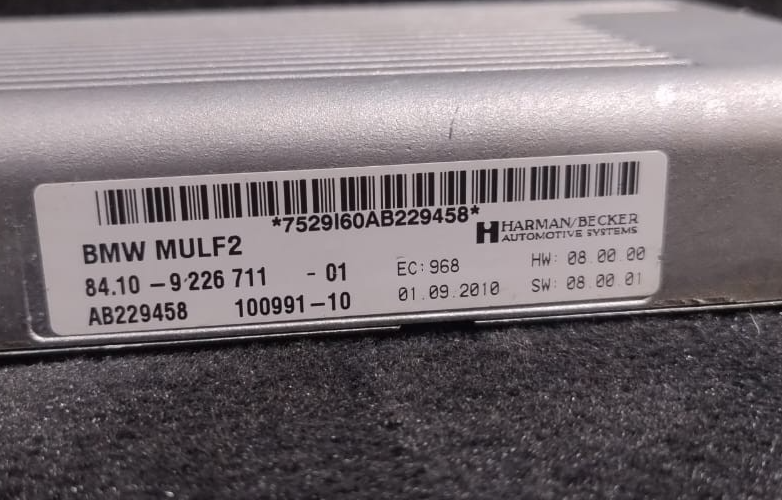 *7529I60AB229458*
BMW MULF2
HARMAN/BECKER
AUTOMOTIVE SYSTEMS
84.10 - 9 226 711 - 01
EC: 968
HW: 08.00.00
AB229458 100991-10
01.09.2010
SW: 08.00.01